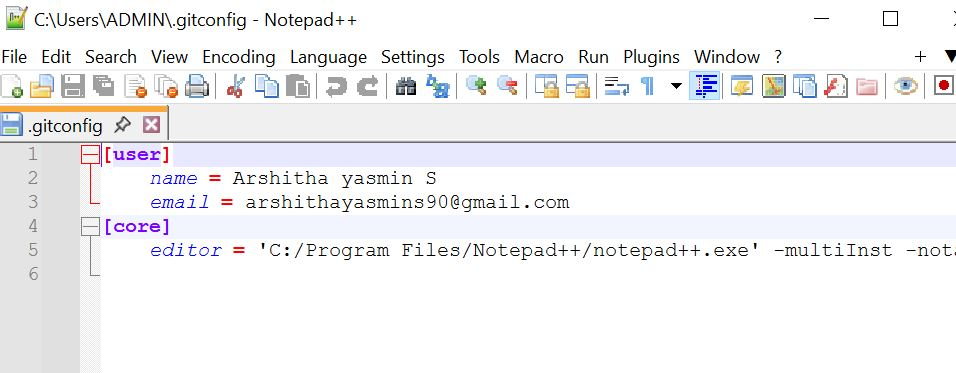 C:\Users\ADMIN\.gitconfig - Notepad++
File Edit Search View Encoding Language Settings Tools Macro Run Plugins Window ? + ▼
.gitconfig
1 [user]
2 name = Arshitha yasmin S
3 email = arshithayasmins90@gmail.com
4 [core]
5 editor = 'C:/Program Files/Notepad++/notepad++.exe' -multiInst
6